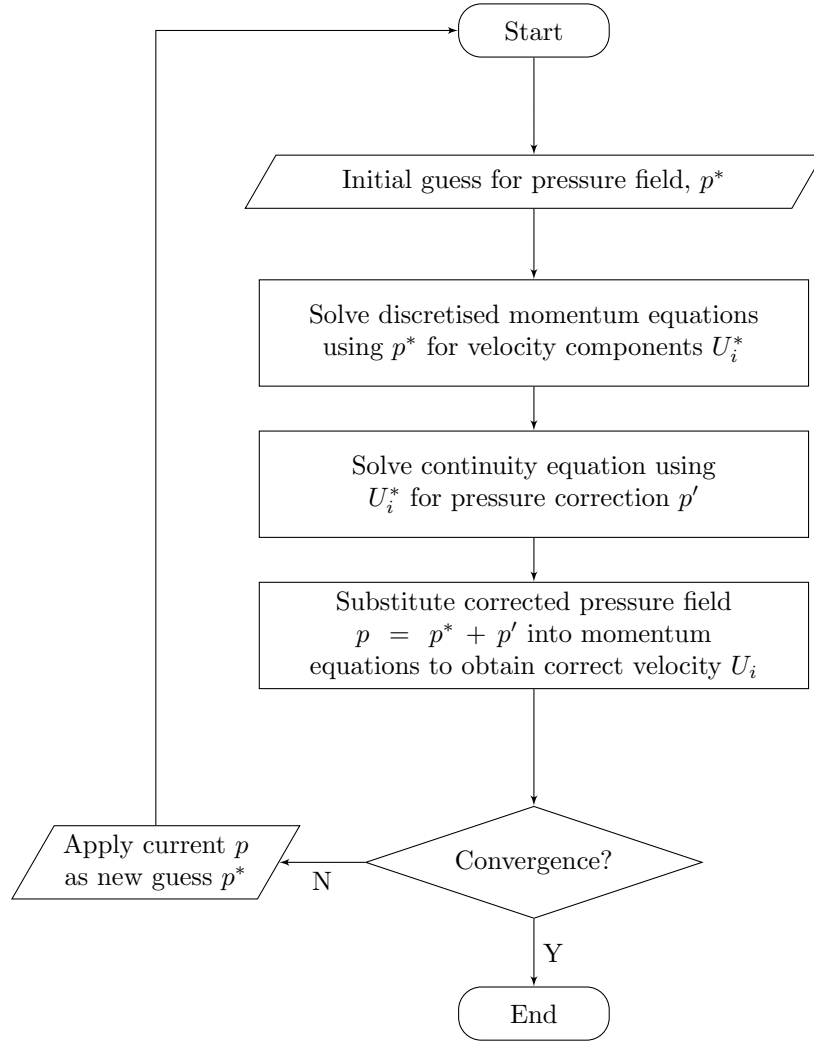 Start
Initial guess for pressure field, p*
Solve discretised momentum equations
using p* for velocity components U_i^*
Solve continuity equation using
U_i^* for pressure correction p′
Substitute corrected pressure field
p = p* + p′ into momentum
equations to obtain correct velocity U_i
Convergence?
N
Apply current p
as new guess p*
Y
End